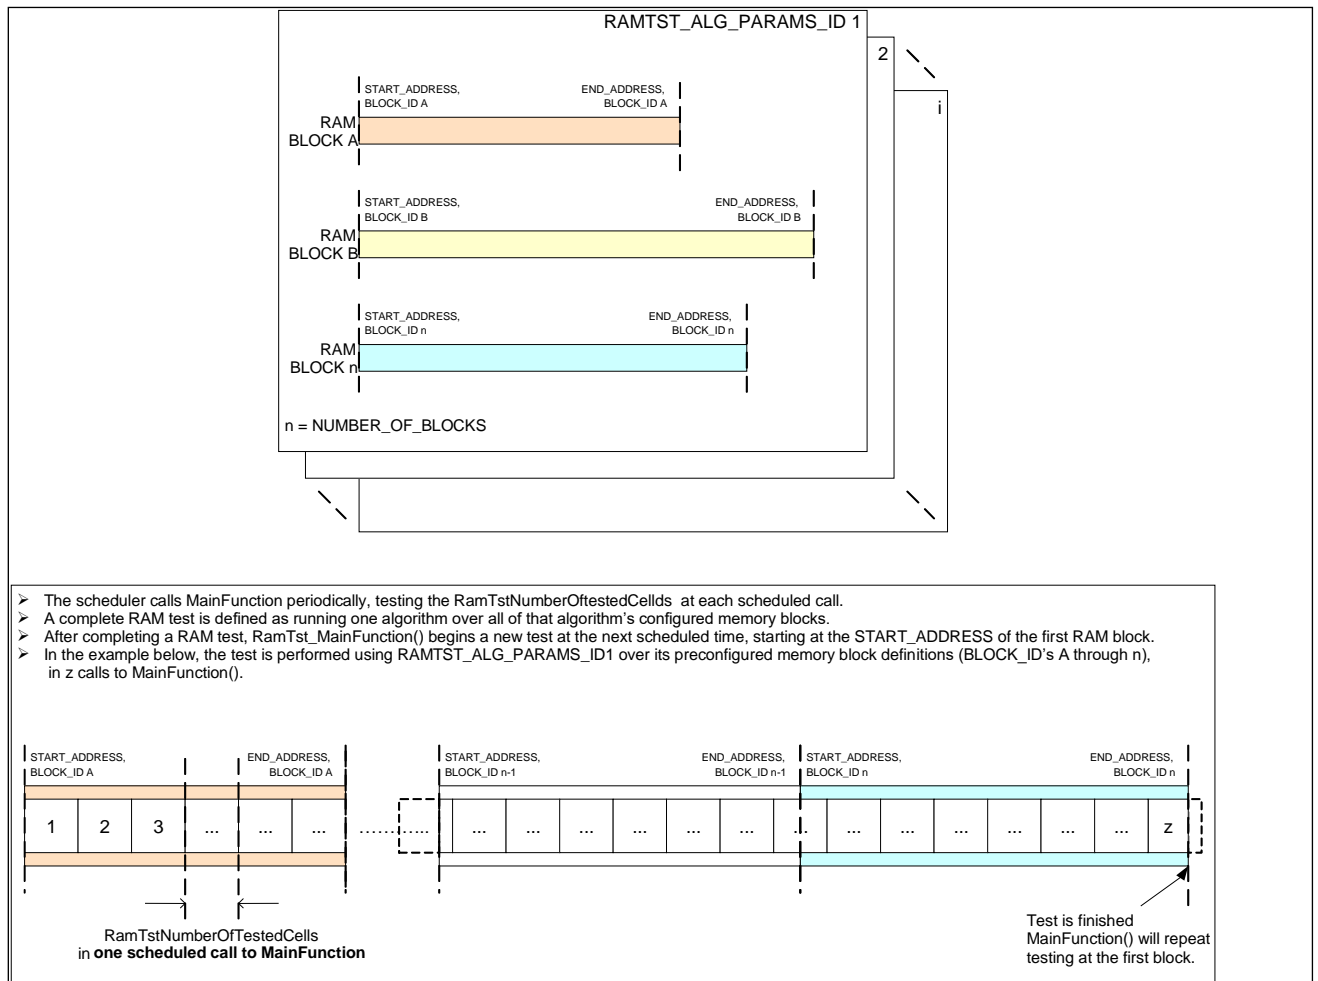 RAMTST_ALG_PARAMS_ID 1
2
i
START_ADDRESS,
BLOCK_ID A
END_ADDRESS,
BLOCK_ID A
RAM
BLOCK A
START_ADDRESS,
BLOCK_ID B
END_ADDRESS,
BLOCK_ID B
RAM
BLOCK B
START_ADDRESS,
BLOCK_ID n
END_ADDRESS,
BLOCK_ID n
RAM
BLOCK n
n = NUMBER_OF_BLOCKS
➢ The scheduler calls MainFunction periodically, testing the RamTstNumberOftestedCellds at each scheduled call.
➢ A complete RAM test is defined as running one algorithm over all of that algorithm's configured memory blocks.
➢ After completing a RAM test, RamTst_MainFunction() begins a new test at the next scheduled time, starting at the START_ADDRESS of the first RAM block.
➢ In the example below, the test is performed using RAMTST_ALG_PARAMS_ID1 over its preconfigured memory block definitions (BLOCK_ID's A through n),
in z calls to MainFunction().
START_ADDRESS,
BLOCK_ID A
END_ADDRESS,
BLOCK_ID A
START_ADDRESS,
BLOCK_ID n-1
END_ADDRESS,
BLOCK_ID n-1
START_ADDRESS,
BLOCK_ID n
END_ADDRESS,
BLOCK_ID n
1 2 3 ... ... ... ............ ... ... ... ... ... ... ... ... ... ... ... ... ... z
RamTstNumberOfTestedCells
in one scheduled call to MainFunction
Test is finished
MainFunction() will repeat
testing at the first block.